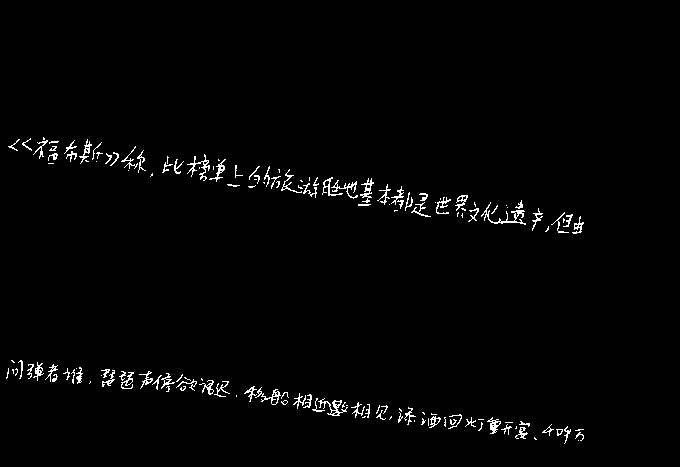 《福布斯》称,此榜单上的旅游胜地基本都是世界文化遗产,但由
问弹者谁,琵琶声停欲语迟.移船相近邀相见,添酒回灯重开宴、千呼万